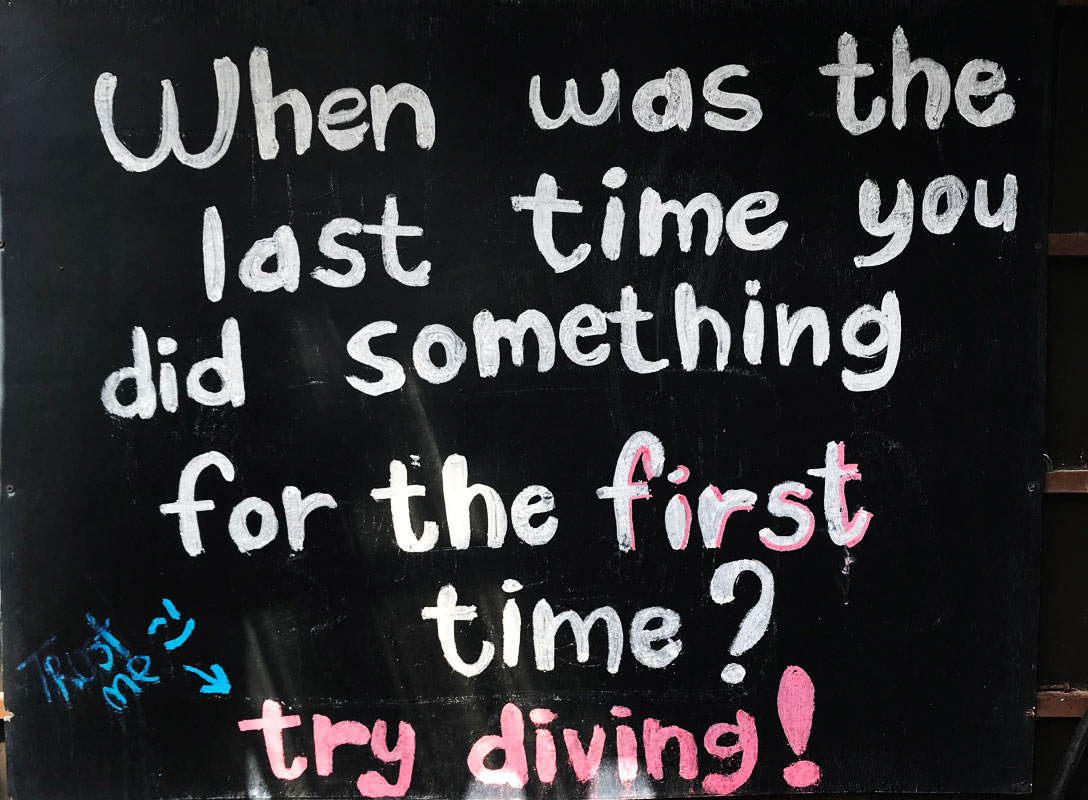 When was the
last time you
did something
for the first
time?
Trust
me
try diving!